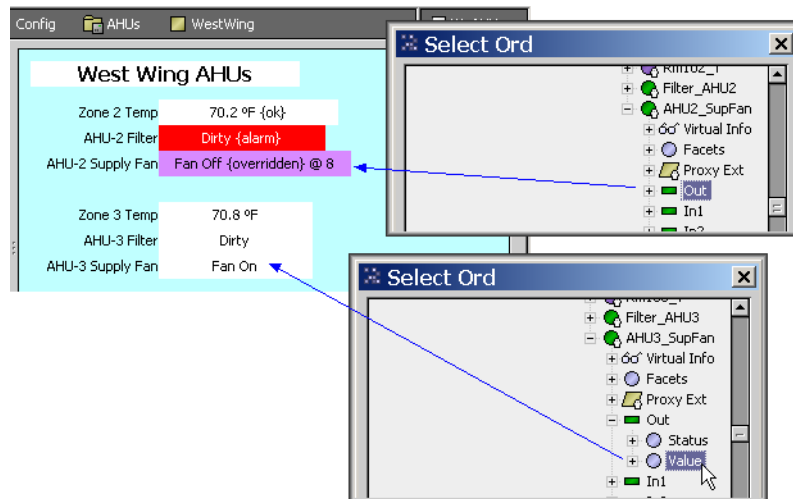 Config AHUs WestWing
West Wing AHUs
Zone 2 Temp 70.2 ºF {ok}
AHU-2 Filter Dirty {alarm}
AHU-2 Supply Fan Fan Off {overridden} @ 8
Zone 3 Temp 70.8 ºF
AHU-3 Filter Dirty
AHU-3 Supply Fan Fan On
Select Ord
Filter_AHU2
AHU2_SupFan
Virtual Info
Facets
Proxy Ext
Out
In1
In2
Select Ord
Filter_AHU3
AHU3_SupFan
Virtual Info
Facets
Proxy Ext
Out
Status
Value
In1